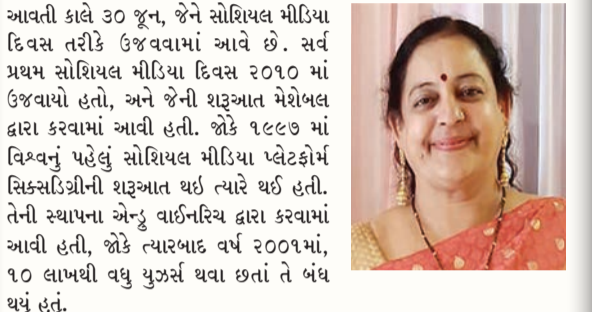 આવતી કાલે ૩૦ જૂન, જેને સોશિયલ મીડિયા
દિવસ તરીકે ઉજવવામાં આવે છે. સર્વ
પ્રથમ સોશિયલ મીડિયા દિવસ ૨૦૧૦ માં
ઉજવાયો હતો, અને જેની શરૂઆત મેશેબલ
દ્વારા કરવામાં આવી હતી. જોકે ૧૯૯૭ માં
વિશ્વનું પહેલું સોશિયલ મીડિયા પ્લેટફોર્મ
સિક્સડિગ્રીની શરૂઆત થઇ ત્યારે થઈ હતી.
તેની સ્થાપના એન્ડ્રુ વાઈનરિચ દ્વારા કરવામાં
આવી હતી, જોકે ત્યારબાદ વર્ષ ૨૦૦૧માં,
૧૦ લાખથી વધુ યુઝર્સ થવા છતાં તે બંધ
થયું હતું.